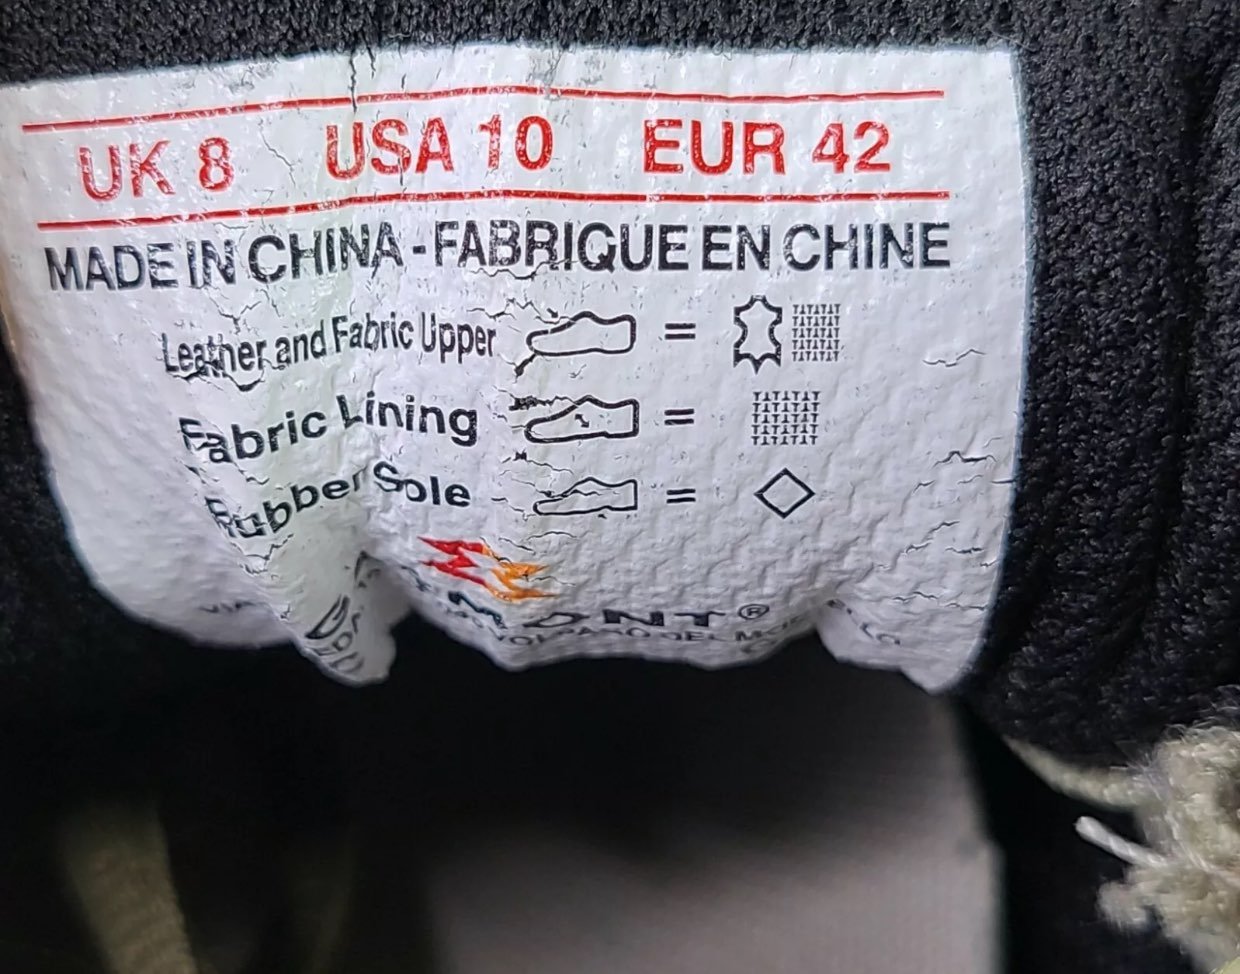 UK 8 USA 10 EUR 42
MADE IN CHINA - FABRIQUE EN CHINE
Leather and Fabric Upper =
Fabric Lining =
Rubber Sole =
VIA